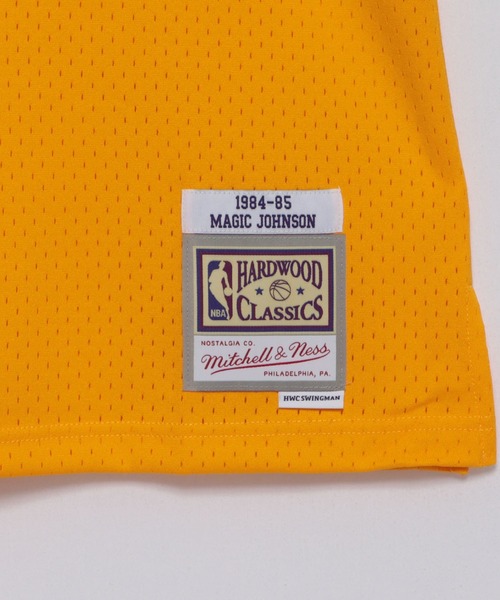 1984-85
MAGIC JOHNSON
HARDWOOD
CLASSICS
NBA
NOSTALGIA CO.
Mitchell & Ness
PHILADELPHIA, PA.
HWC SWINGMAN